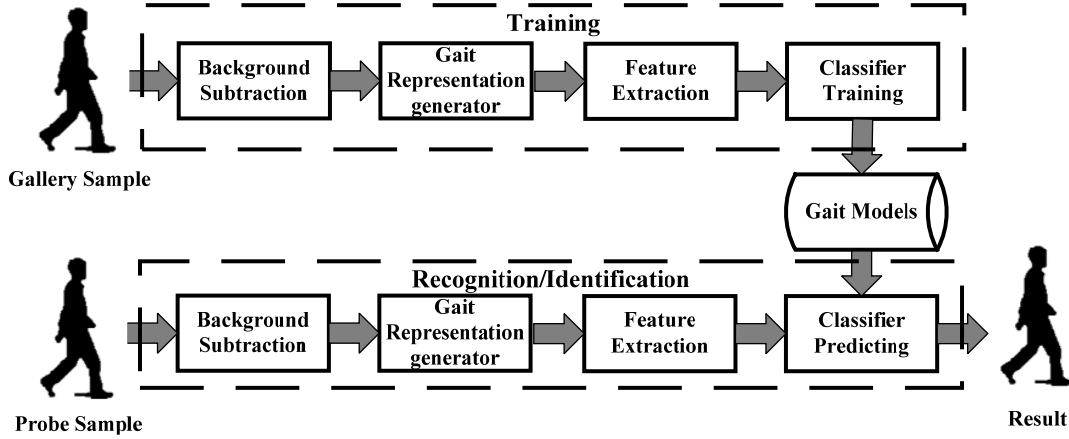 Training
Background
Subtraction
Gait
Representation
generator
Feature
Extraction
Classifier
Training
Gallery Sample
Gait Models
Recognition/Identification
Background
Subtraction
Gait
Representation
generator
Feature
Extraction
Classifier
Predicting
Probe Sample
Result